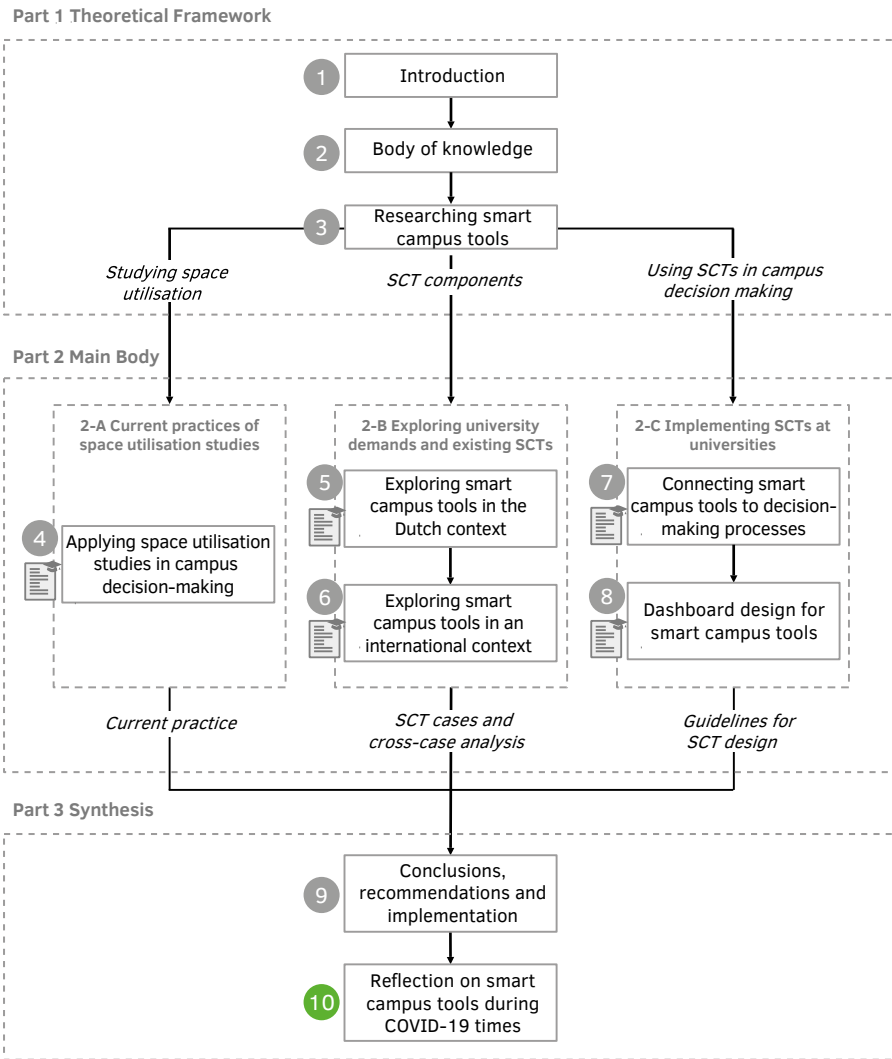 Part 1 Theoretical Framework
1
Introduction
2
Body of knowledge
3
Researching smart
campus tools
Studying space
utilisation
SCT components
Using SCTs in campus
decision making
Part 2 Main Body
2-A Current practices of
space utilisation studies
4
Applying space utilisation
studies in campus
decision-making
2-B Exploring university
demands and existing SCTs
5
Exploring smart
campus tools in the
Dutch context
6
Exploring smart
campus tools in an
international context
2-C Implementing SCTs at
universities
7
Connecting smart
campus tools to decision-
making processes
8
Dashboard design for
smart campus tools
Current practice
SCT cases and
cross-case analysis
Guidelines for
SCT design
Part 3 Synthesis
9
Conclusions,
recommendations and
implementation
10
Reflection on smart
campus tools during
COVID-19 times